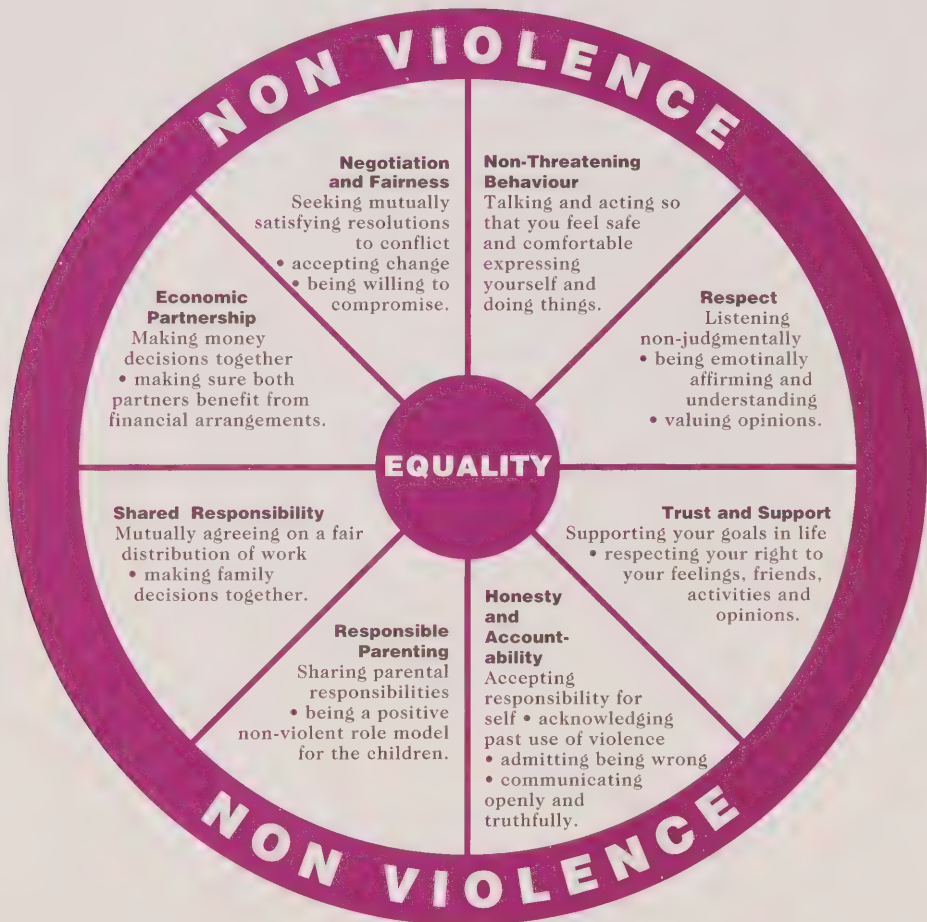 NON VIOLENCE
Negotiation
and Fairness
Seeking mutually
satisfying resolutions
to conflict
• accepting change
• being willing to
compromise.
Non-Threatening
Behaviour
Talking and acting so
that you feel safe
and comfortable
expressing
yourself and
doing things.
Economic
Partnership
Making money
decisions together
• making sure both
partners benefit from
financial arrangements.
Respect
Listening
non-judgmentally
• being emotinally
affirming and
understanding
• valuing opinions.
EQUALITY
Shared Responsibility
Mutually agreeing on a fair
distribution of work
• making family
decisions together.
Trust and Support
Supporting your goals in life
• respecting your right to
your feelings, friends,
activities and
opinions.
Responsible
Parenting
Sharing parental
responsibilities
• being a positive
non-violent role model
for the children.
Honesty
and
Account-
ability
Accepting
responsibility for
self • acknowledging
past use of violence
• admitting being wrong
• communicating
openly and
truthfully.
NON VIOLENCE